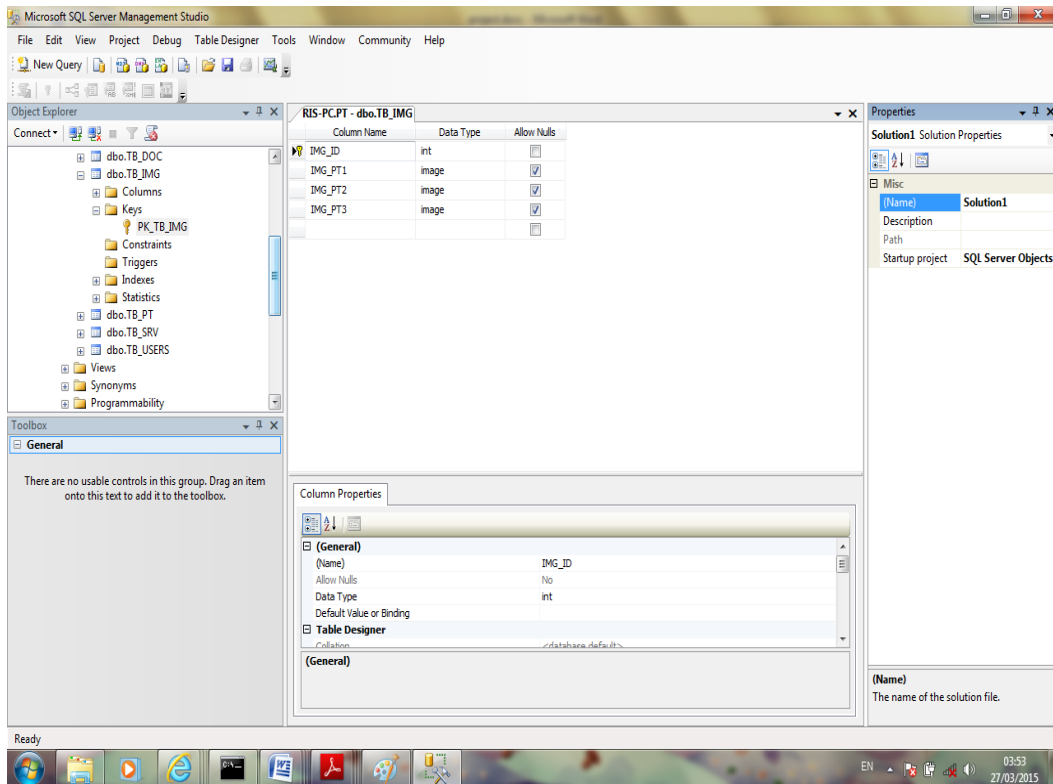 Microsoft SQL Server Management Studio
File Edit View Project Debug Table Designer Tools Window Community Help
New Query
Object Explorer
Connect
dbo.TB_DOC
dbo.TB_IMG
Columns
Keys
PK_TB_IMG
Constraints
Triggers
Indexes
Statistics
dbo.TB_PT
dbo.TB_SRV
dbo.TB_USERS
Views
Synonyms
Programmability
Toolbox
General
There are no usable controls in this group. Drag an item
onto this text to add it to the toolbox.
RIS-PC.PT - dbo.TB_IMG
Column Name Data Type Allow Nulls
IMG_ID int
IMG_PT1 image
IMG_PT2 image
IMG_PT3 image
Column Properties
(General)
(Name) IMG_ID
Allow Nulls No
Data Type int
Default Value or Binding
Table Designer
Collation <database default>
(General)
Properties
Solution1 Solution Properties
Misc
(Name) Solution1
Description
Path
Startup project SQL Server Objects
(Name)
The name of the solution file.
Ready
EN
03:53
27/03/2015